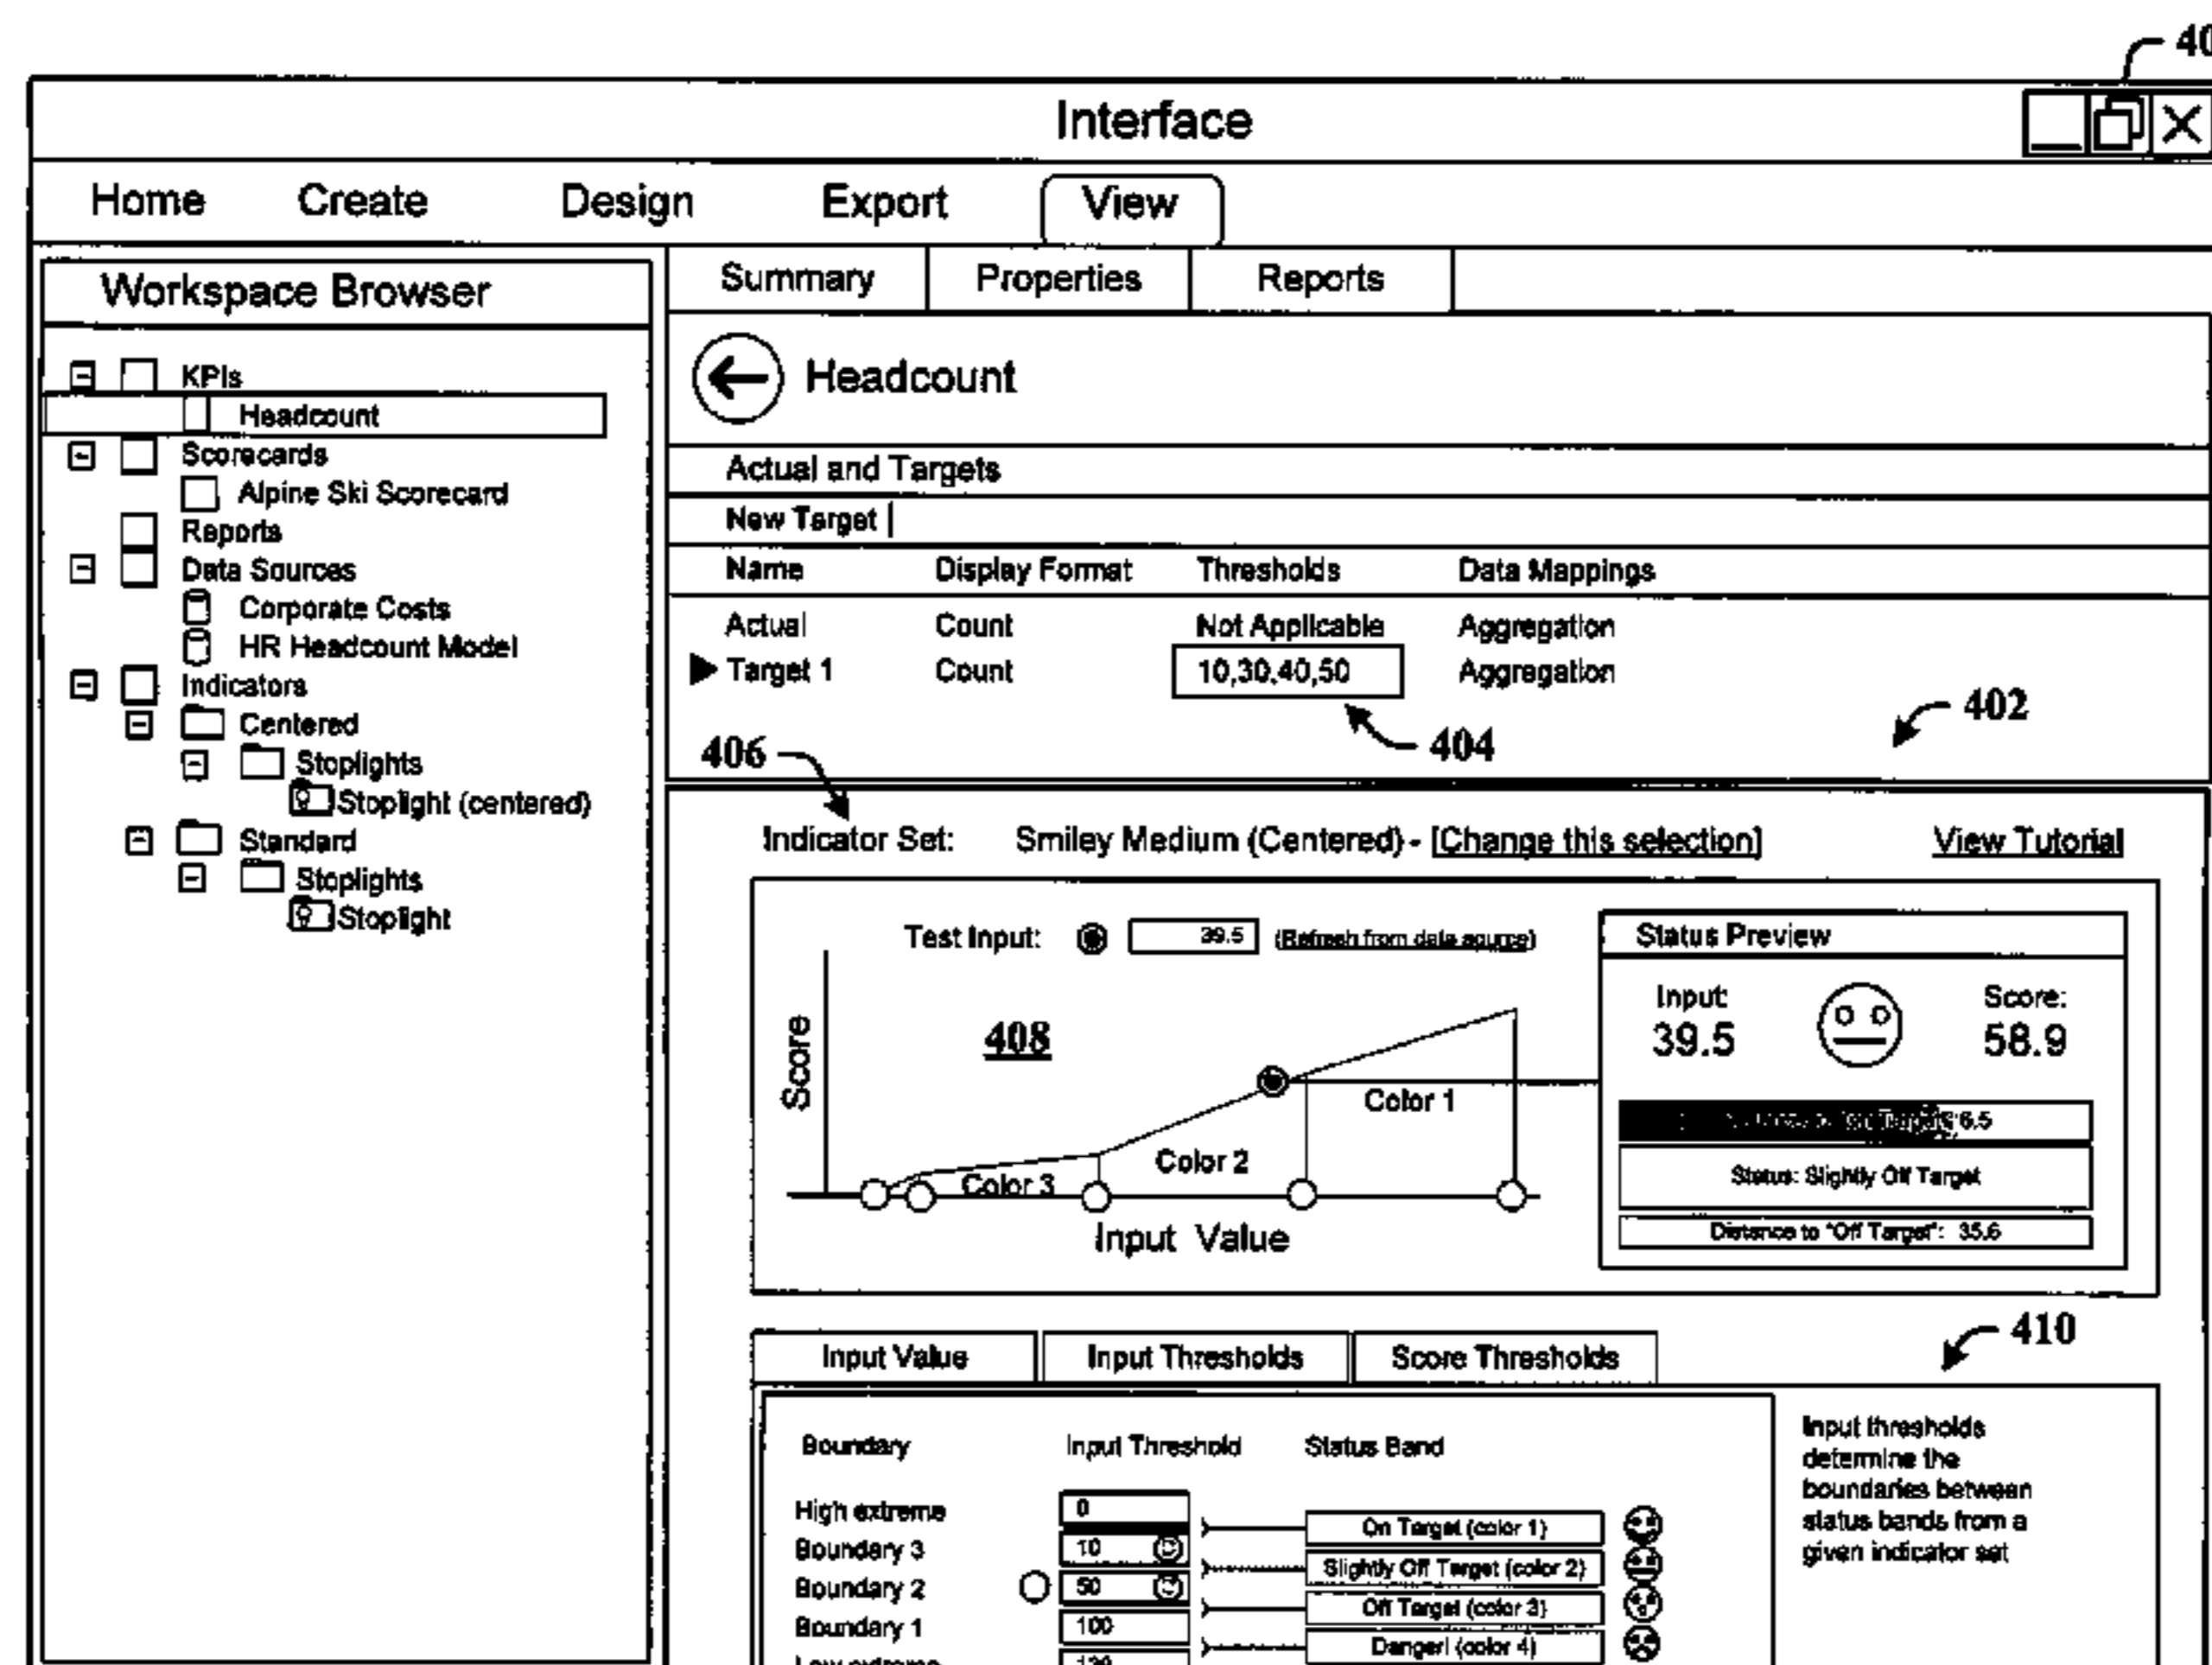 40
Interface
Home Create Design Export View
Workspace Browser
KPIs
Headcount
Scorecards
Alpine Ski Scorecard
Reports
Data Sources
Corporate Costs
HR Headcount Model
Indicators
Centered
Stoplights
Stoplight (centered)
Standard
Stoplights
Stoplight
Summary Properties Reports
Headcount
Actual and Targets
New Target
Name Display Format Thresholds Data Mappings
Actual Count Not Applicable Aggregation
Target 1 Count 10,30,40,50 Aggregation
402
404
406
Indicator Set: Smiley Medium (Centered) - [Change this selection] View Tutorial
Test Input: 39.5 (Refresh from data source)
408
Score
Color 1
Color 2
Color 3
Input Value
Status Preview
Input: Score:
39.5 58.9
6.5
Status: Slightly Off Target
Distance to "Off Target": 35.6
410
Input Value Input Thresholds Score Thresholds
Boundary Input Threshold Status Band
High extreme 0
On Target (color 1)
Boundary 3 10
Slightly Off Target (color 2)
Boundary 2 50
Off Target (color 3)
Boundary 1 100
Danger! (color 4)
Low extreme
Input thresholds
determine the
boundaries between
status bands from a
given indicator set